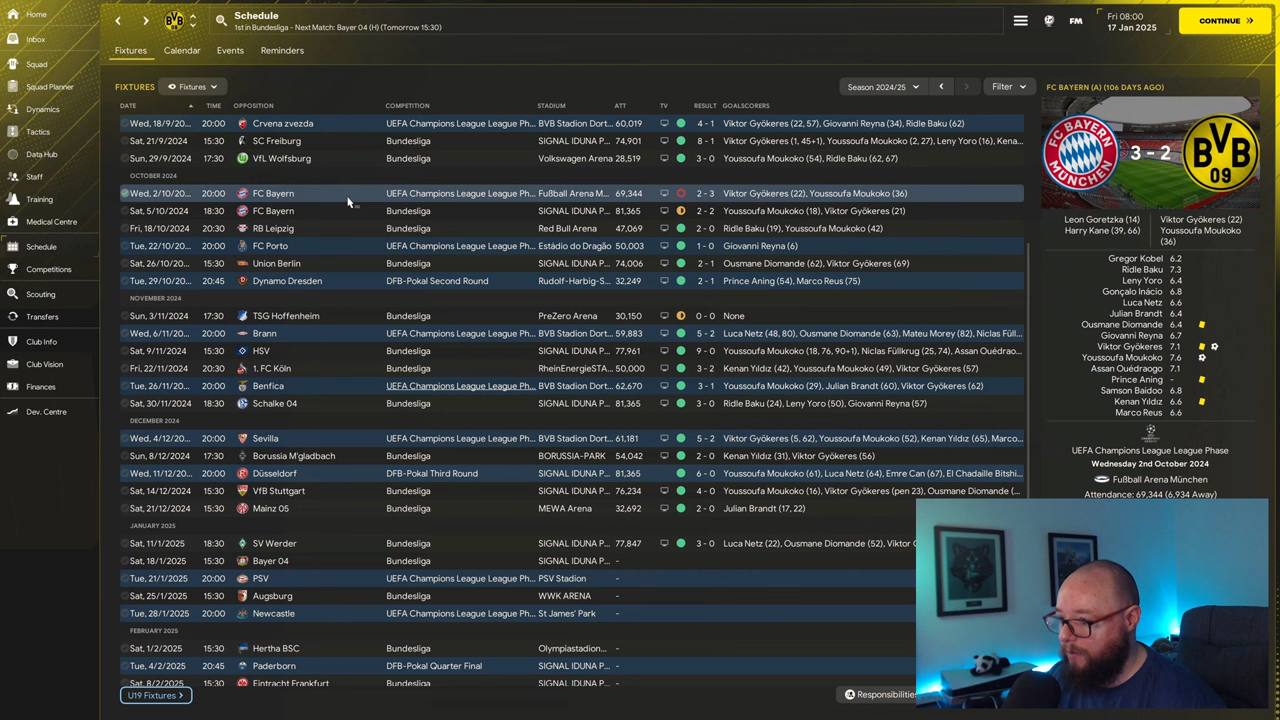 Home
Inbox
Squad
Squad Planner
Dynamics
Tactics
Data Hub
Staff
Training
Medical Centre
Schedule
Competitions
Scouting
Transfers
Club Info
Club Vision
Finances
Dev. Centre
BVB 09
Schedule
1st in Bundesliga - Next Match: Bayer 04 (H) (Tomorrow 15:30)
FM
Fri 08:00
17 Jan 2025
CONTINUE
Fixtures Calendar Events Reminders
FIXTURES Fixtures Season 2024/25 Filter
DATE TIME OPPOSITION COMPETITION STADIUM ATT TV RESULT GOALSCORERS
Wed, 18/9/20... 20:00 Crvena zvezda UEFA Champions League League Ph... BVB Stadion Dort... 60,019 4 - 1 Viktor Gyökeres (22, 57), Giovanni Reyna (34), Ridle Baku (62)
Sat, 21/9/2024 15:30 SC Freiburg Bundesliga SIGNAL IDUNA P... 74,901 8 - 1 Viktor Gyökeres (1, 45+1), Youssoufa Moukoko (2, 27), Leny Yoro (16), Kena...
Sun, 29/9/2024 17:30 VfL Wolfsburg Bundesliga Volkswagen Arena 28,519 3 - 0 Youssoufa Moukoko (54), Ridle Baku (62, 67)
OCTOBER 2024
Wed, 2/10/20... 20:00 FC Bayern UEFA Champions League League Ph... Fußball Arena M... 69,344 2 - 3 Viktor Gyökeres (22), Youssoufa Moukoko (36)
Sat, 5/10/2024 18:30 FC Bayern Bundesliga SIGNAL IDUNA P... 81,365 2 - 2 Youssoufa Moukoko (18), Viktor Gyökeres (21)
Fri, 18/10/2024 20:30 RB Leipzig Bundesliga Red Bull Arena 47,069 2 - 0 Ridle Baku (19), Youssoufa Moukoko (42)
Tue, 22/10/2024 20:00 FC Porto UEFA Champions League League Ph... Estádio do Dragão 50,003 1 - 0 Giovanni Reyna (6)
Sat, 26/10/2024 15:30 Union Berlin Bundesliga SIGNAL IDUNA P... 74,006 2 - 1 Ousmane Diomande (62), Viktor Gyökeres (69)
Tue, 29/10/2024 20:45 Dynamo Dresden DFB-Pokal Second Round Rudolf-Harbig-S... 32,249 2 - 1 Prince Aning (54), Marco Reus (75)
NOVEMBER 2024
Sun, 3/11/2024 17:30 TSG Hoffenheim Bundesliga PreZero Arena 30,150 0 - 0 None
Wed, 6/11/2024 20:00 Brann UEFA Champions League League Ph... BVB Stadion Dort... 59,883 5 - 2 Luca Netz (48, 80), Ousmane Diomande (63), Mateu Morey (82), Niclas Füll...
Sat, 9/11/2024 15:30 HSV Bundesliga SIGNAL IDUNA P... 77,961 9 - 0 Youssoufa Moukoko (18, 76, 90+1), Niclas Füllkrug (25, 74), Assan Ouédrao...
Fri, 22/11/2024 20:30 1. FC Köln Bundesliga RheinEnergieSTA... 50,000 3 - 2 Kenan Yıldız (42), Youssoufa Moukoko (49), Viktor Gyökeres (57)
Tue, 26/11/2024 20:00 Benfica UEFA Champions League League Ph... BVB Stadion Dort... 62,670 3 - 1 Youssoufa Moukoko (29), Julian Brandt (60), Viktor Gyökeres (62)
Sat, 30/11/2024 18:30 Schalke 04 Bundesliga SIGNAL IDUNA P... 81,365 3 - 0 Ridle Baku (24), Leny Yoro (50), Giovanni Reyna (57)
DECEMBER 2024
Wed, 4/12/2024 20:00 Sevilla UEFA Champions League League Ph... BVB Stadion Dort... 61,181 5 - 2 Viktor Gyökeres (5, 62), Youssoufa Moukoko (52), Kenan Yıldız (65), Marco...
Sun, 8/12/2024 17:30 Borussia M'gladbach Bundesliga BORUSSIA-PARK 54,042 2 - 0 Kenan Yıldız (31), Viktor Gyökeres (56)
Wed, 11/12/2024 20:00 Düsseldorf DFB-Pokal Third Round SIGNAL IDUNA P... 81,365 6 - 0 Youssoufa Moukoko (61), Luca Netz (64), Emre Can (67), El Chadaille Bitshi...
Sat, 14/12/2024 15:30 VfB Stuttgart Bundesliga SIGNAL IDUNA P... 76,234 4 - 0 Youssoufa Moukoko (16), Viktor Gyökeres (pen 23), Ousmane Diomande (...
Sat, 21/12/2024 15:30 Mainz 05 Bundesliga MEWA Arena 32,692 2 - 0 Julian Brandt (17, 22)
JANUARY 2025
Sat, 11/1/2025 18:30 SV Werder Bundesliga SIGNAL IDUNA P... 77,847 3 - 0 Luca Netz (22), Ousmane Diomande (52), Viktor
Sat, 18/1/2025 15:30 Bayer 04 Bundesliga SIGNAL IDUNA P... -
Tue, 21/1/2025 20:00 PSV UEFA Champions League League Ph... PSV Stadion -
Sat, 25/1/2025 15:30 Augsburg Bundesliga WWK ARENA -
Tue, 28/1/2025 20:00 Newcastle UEFA Champions League League Ph... St James' Park -
FEBRUARY 2025
Sat, 1/2/2025 15:30 Hertha BSC Bundesliga Olympiastadion... -
Tue, 4/2/2025 20:45 Paderborn DFB-Pokal Quarter Final SIGNAL IDUNA P... -
Sat, 8/2/2025 15:30 Eintracht Frankfurt Bundesliga SIGNAL IDUNA P... -
U19 Fixtures
Responsibilities
FC BAYERN (A) (106 DAYS AGO)
FC BAYERN MÜNCHEN 3 - 2 BVB 09
Leon Goretzka (14)
Harry Kane (39, 66)
Viktor Gyökeres (22)
Youssoufa Moukoko
(36)
Gregor Kobel 6.2
Ridle Baku 7.3
Leny Yoro 6.4
Gonçalo Inácio 6.8
Luca Netz 6.6
Julian Brandt 6.4
Ousmane Diomande 6.4
Giovanni Reyna 6.7
Viktor Gyökeres 7.1
Youssoufa Moukoko 7.6
Assan Ouédraogo 7.1
Prince Aning -
Samson Baidoo 6.8
Kenan Yıldız 6.6
Marco Reus 6.6
UEFA Champions League League Phase
Wednesday 2nd October 2024
Fußball Arena München
Attendance: 69,344 (6,934 Away)